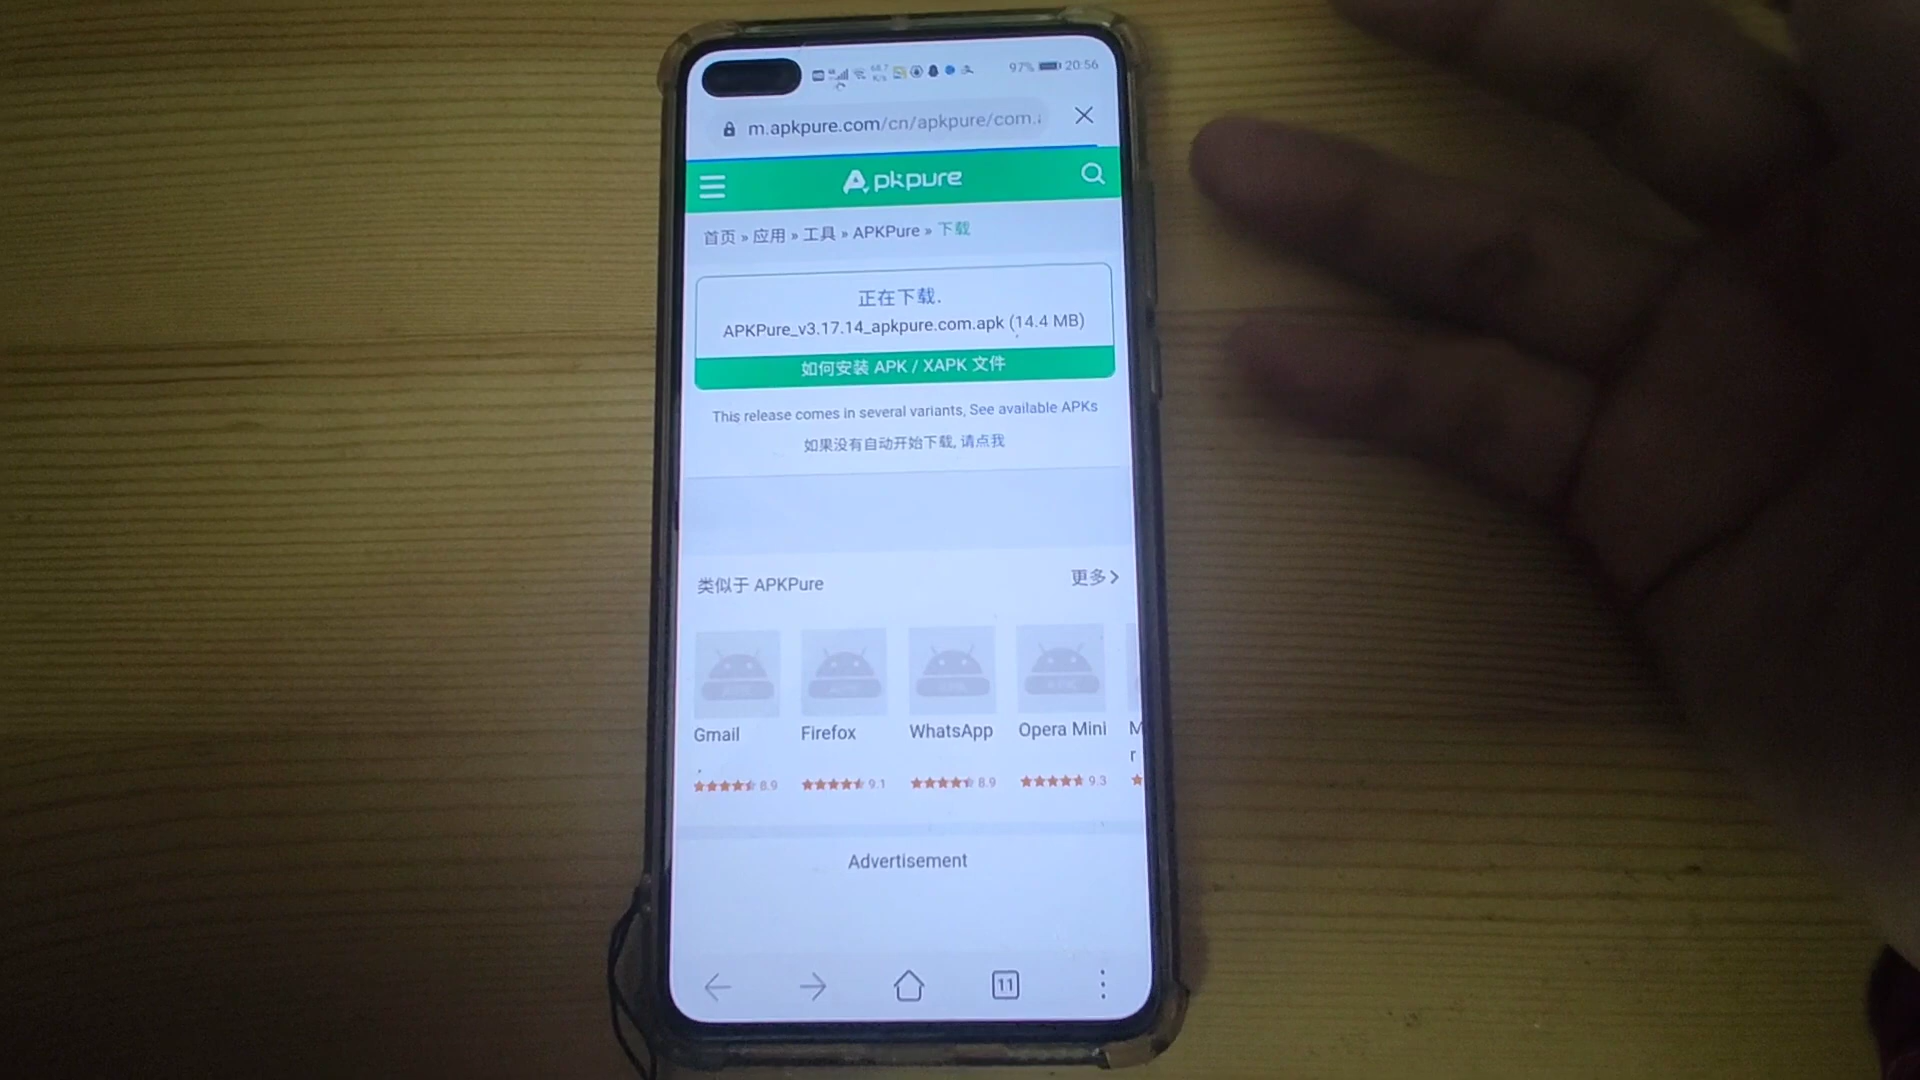 97% 20:56
m.apkpure.com/cn/apkpure/com.
Apkpure
首页 » 应用 » 工具 » APKPure » 下载
正在下载.
APKPure_v3.17.14_apkpure.com.apk (14.4 MB)
如何安装 APK / XAPK 文件
This release comes in several variants, See available APKs
如果没有自动开始下载, 请点我
类似于 APKPure 更多
Gmail Firefox WhatsApp Opera Mini M
r
8.9 9.1 8.9 9.3
Advertisement
11